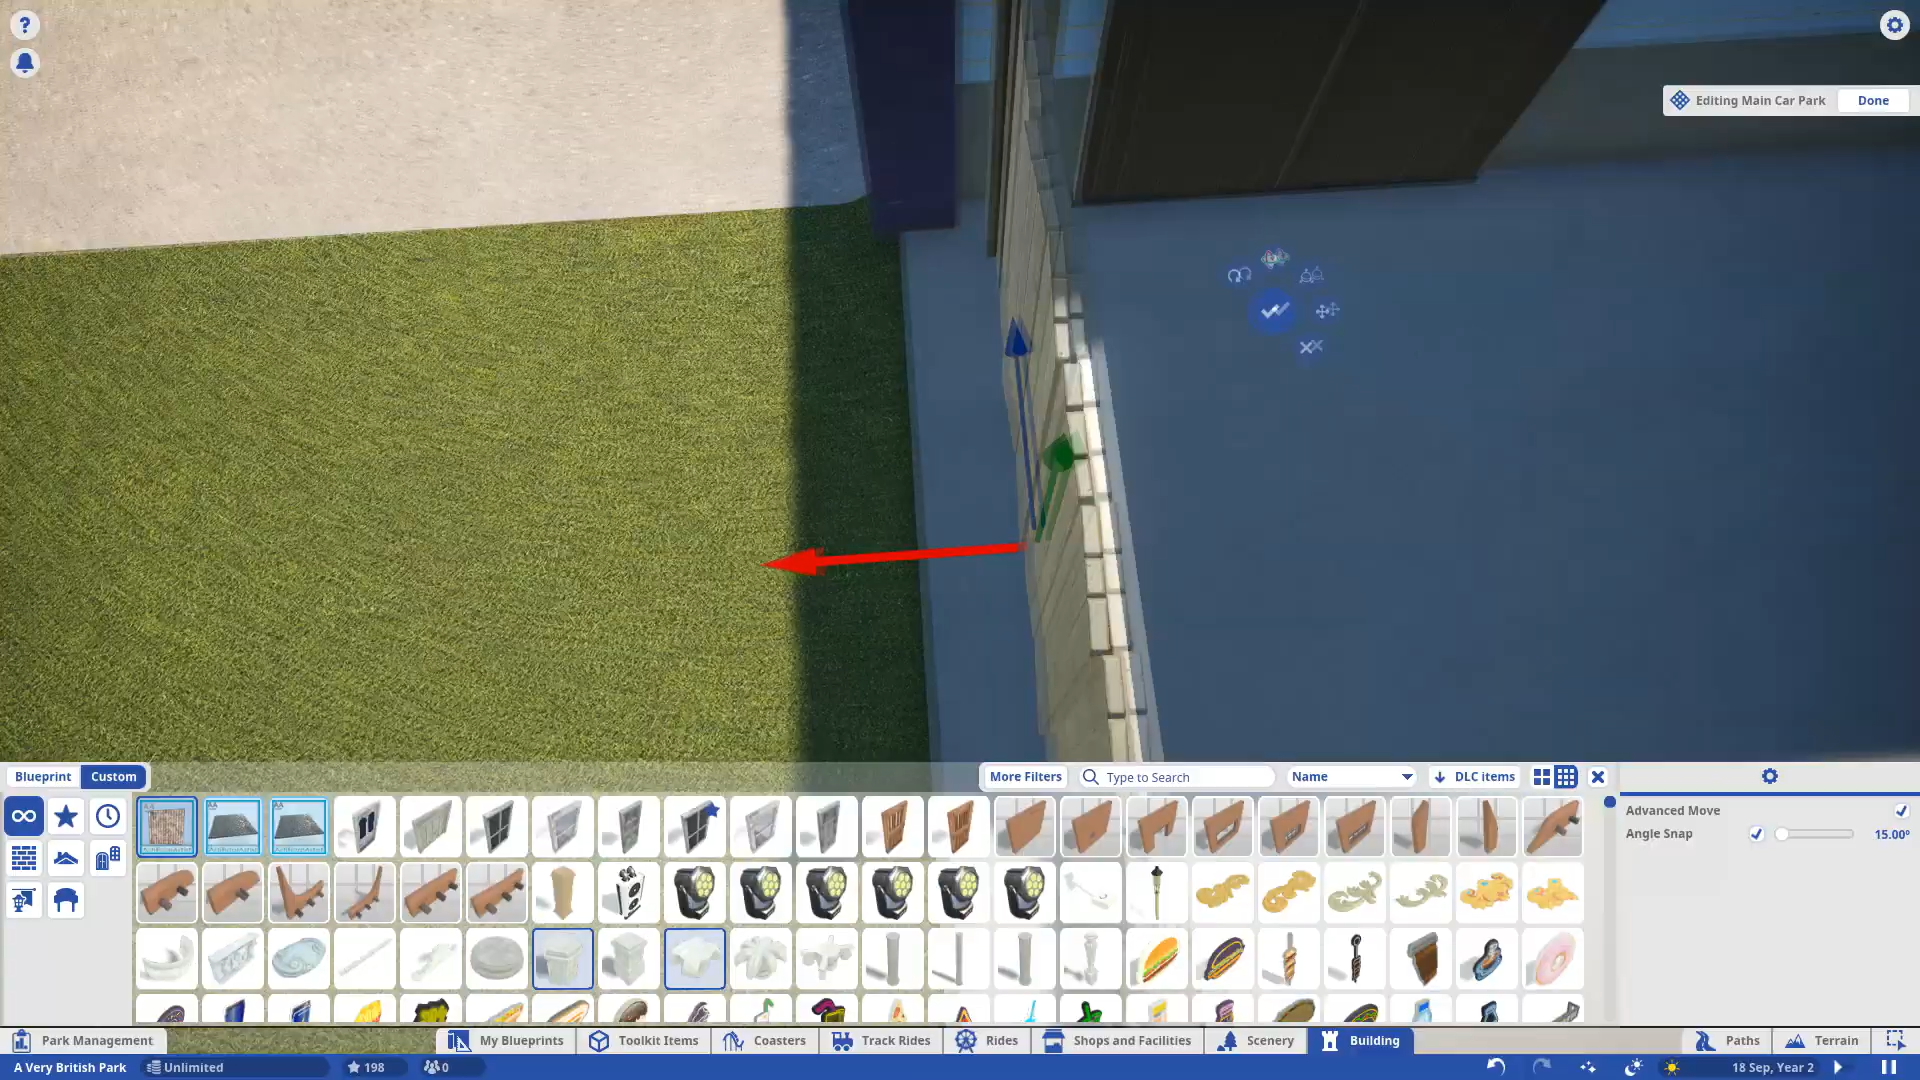 ?
Editing Main Car Park Done
Blueprint Custom More Filters Type to Search Name DLC items
Advanced Move
Angle Snap 15.00°
Park Management My Blueprints Toolkit Items Coasters Track Rides Rides Shops and Facilities Scenery Building Paths Terrain
A Very British Park Unlimited 198 0 18 Sep, Year 2